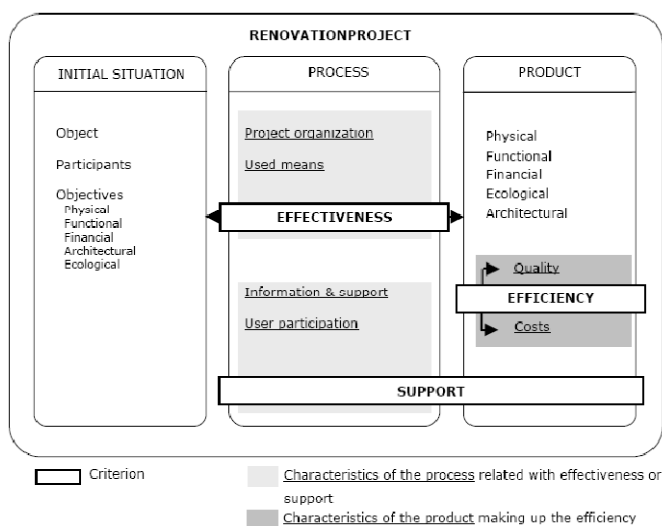 RENOVATIONPROJECT
INITIAL SITUATION
Object
Participants
Objectives
Physical
Functional
Financial
Architectural
Ecological
PROCESS
Project organization
Used means
EFFECTIVENESS
Information & support
User participation
PRODUCT
Physical
Functional
Financial
Ecological
Architectural
Quality
EFFICIENCY
Costs
SUPPORT
Criterion
Characteristics of the process related with effectiveness or
support
Characteristics of the product making up the efficiency